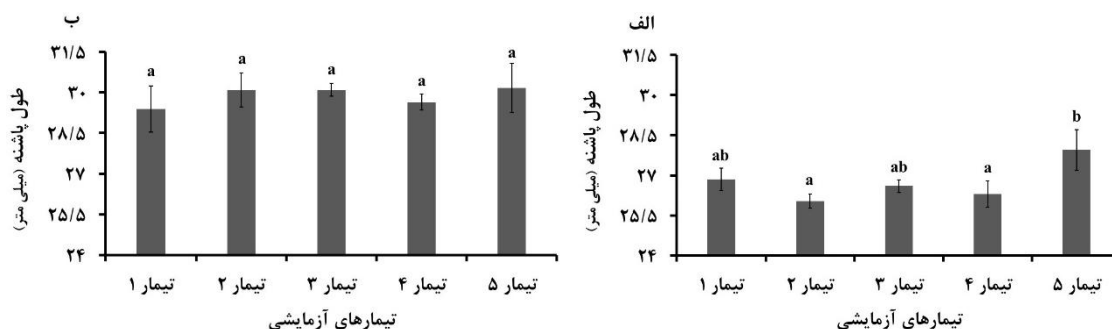 الف
طول پاشنه (میلی متر)
۳۱/۵
۳۰
۲۸/۵
۲۷
۲۵/۵
۲۴
ab
a
ab
a
b
تیمار ۱ تیمار ۲ تیمار ۳ تیمار ۴ تیمار ۵
تیمارهای آزمایشی
ب
طول پاشنه (میلی متر)
۳۱/۵
۳۰
۲۸/۵
۲۷
۲۵/۵
۲۴
a
a
a
a
a
تیمار ۱ تیمار ۲ تیمار ۳ تیمار ۴ تیمار ۵
تیمارهای آزمایشی